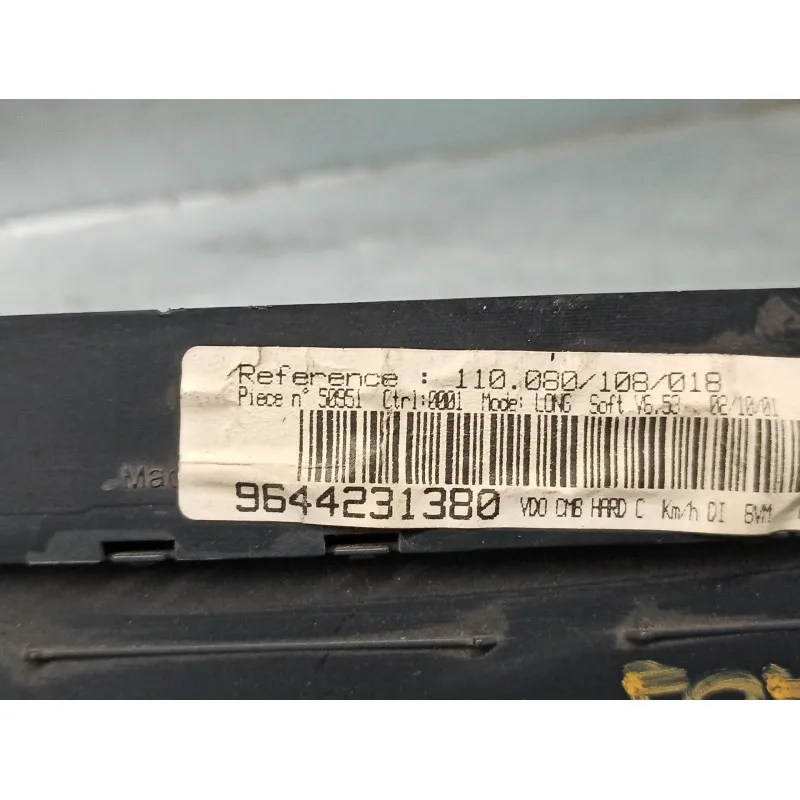 Reference : 110.080/108/018
Piece n° 50951 Ctrl:0001 Mode: LONG Soft V6.50 02/10/01
Mad
9644231380 VDO CMB HARD C Km/h DI BVM